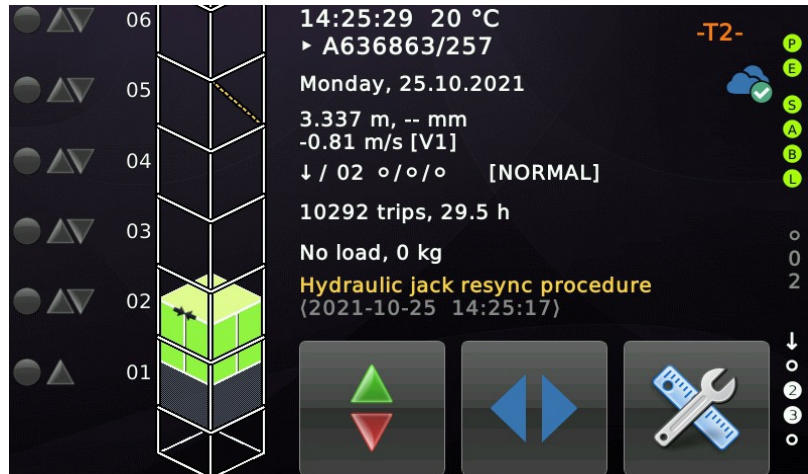 06
05
04
03
02
01
14:25:29 20 °C
▸ A636863/257
Monday, 25.10.2021
3.337 m, -- mm
-0.81 m/s [V1]
↓ / 02 o/o/o [NORMAL]
10292 trips, 29.5 h
No load, 0 kg
Hydraulic jack resync procedure
(2021-10-25 14:25:17)
-T2-
P
E
S
A
B
L
0
2
↓
2
3